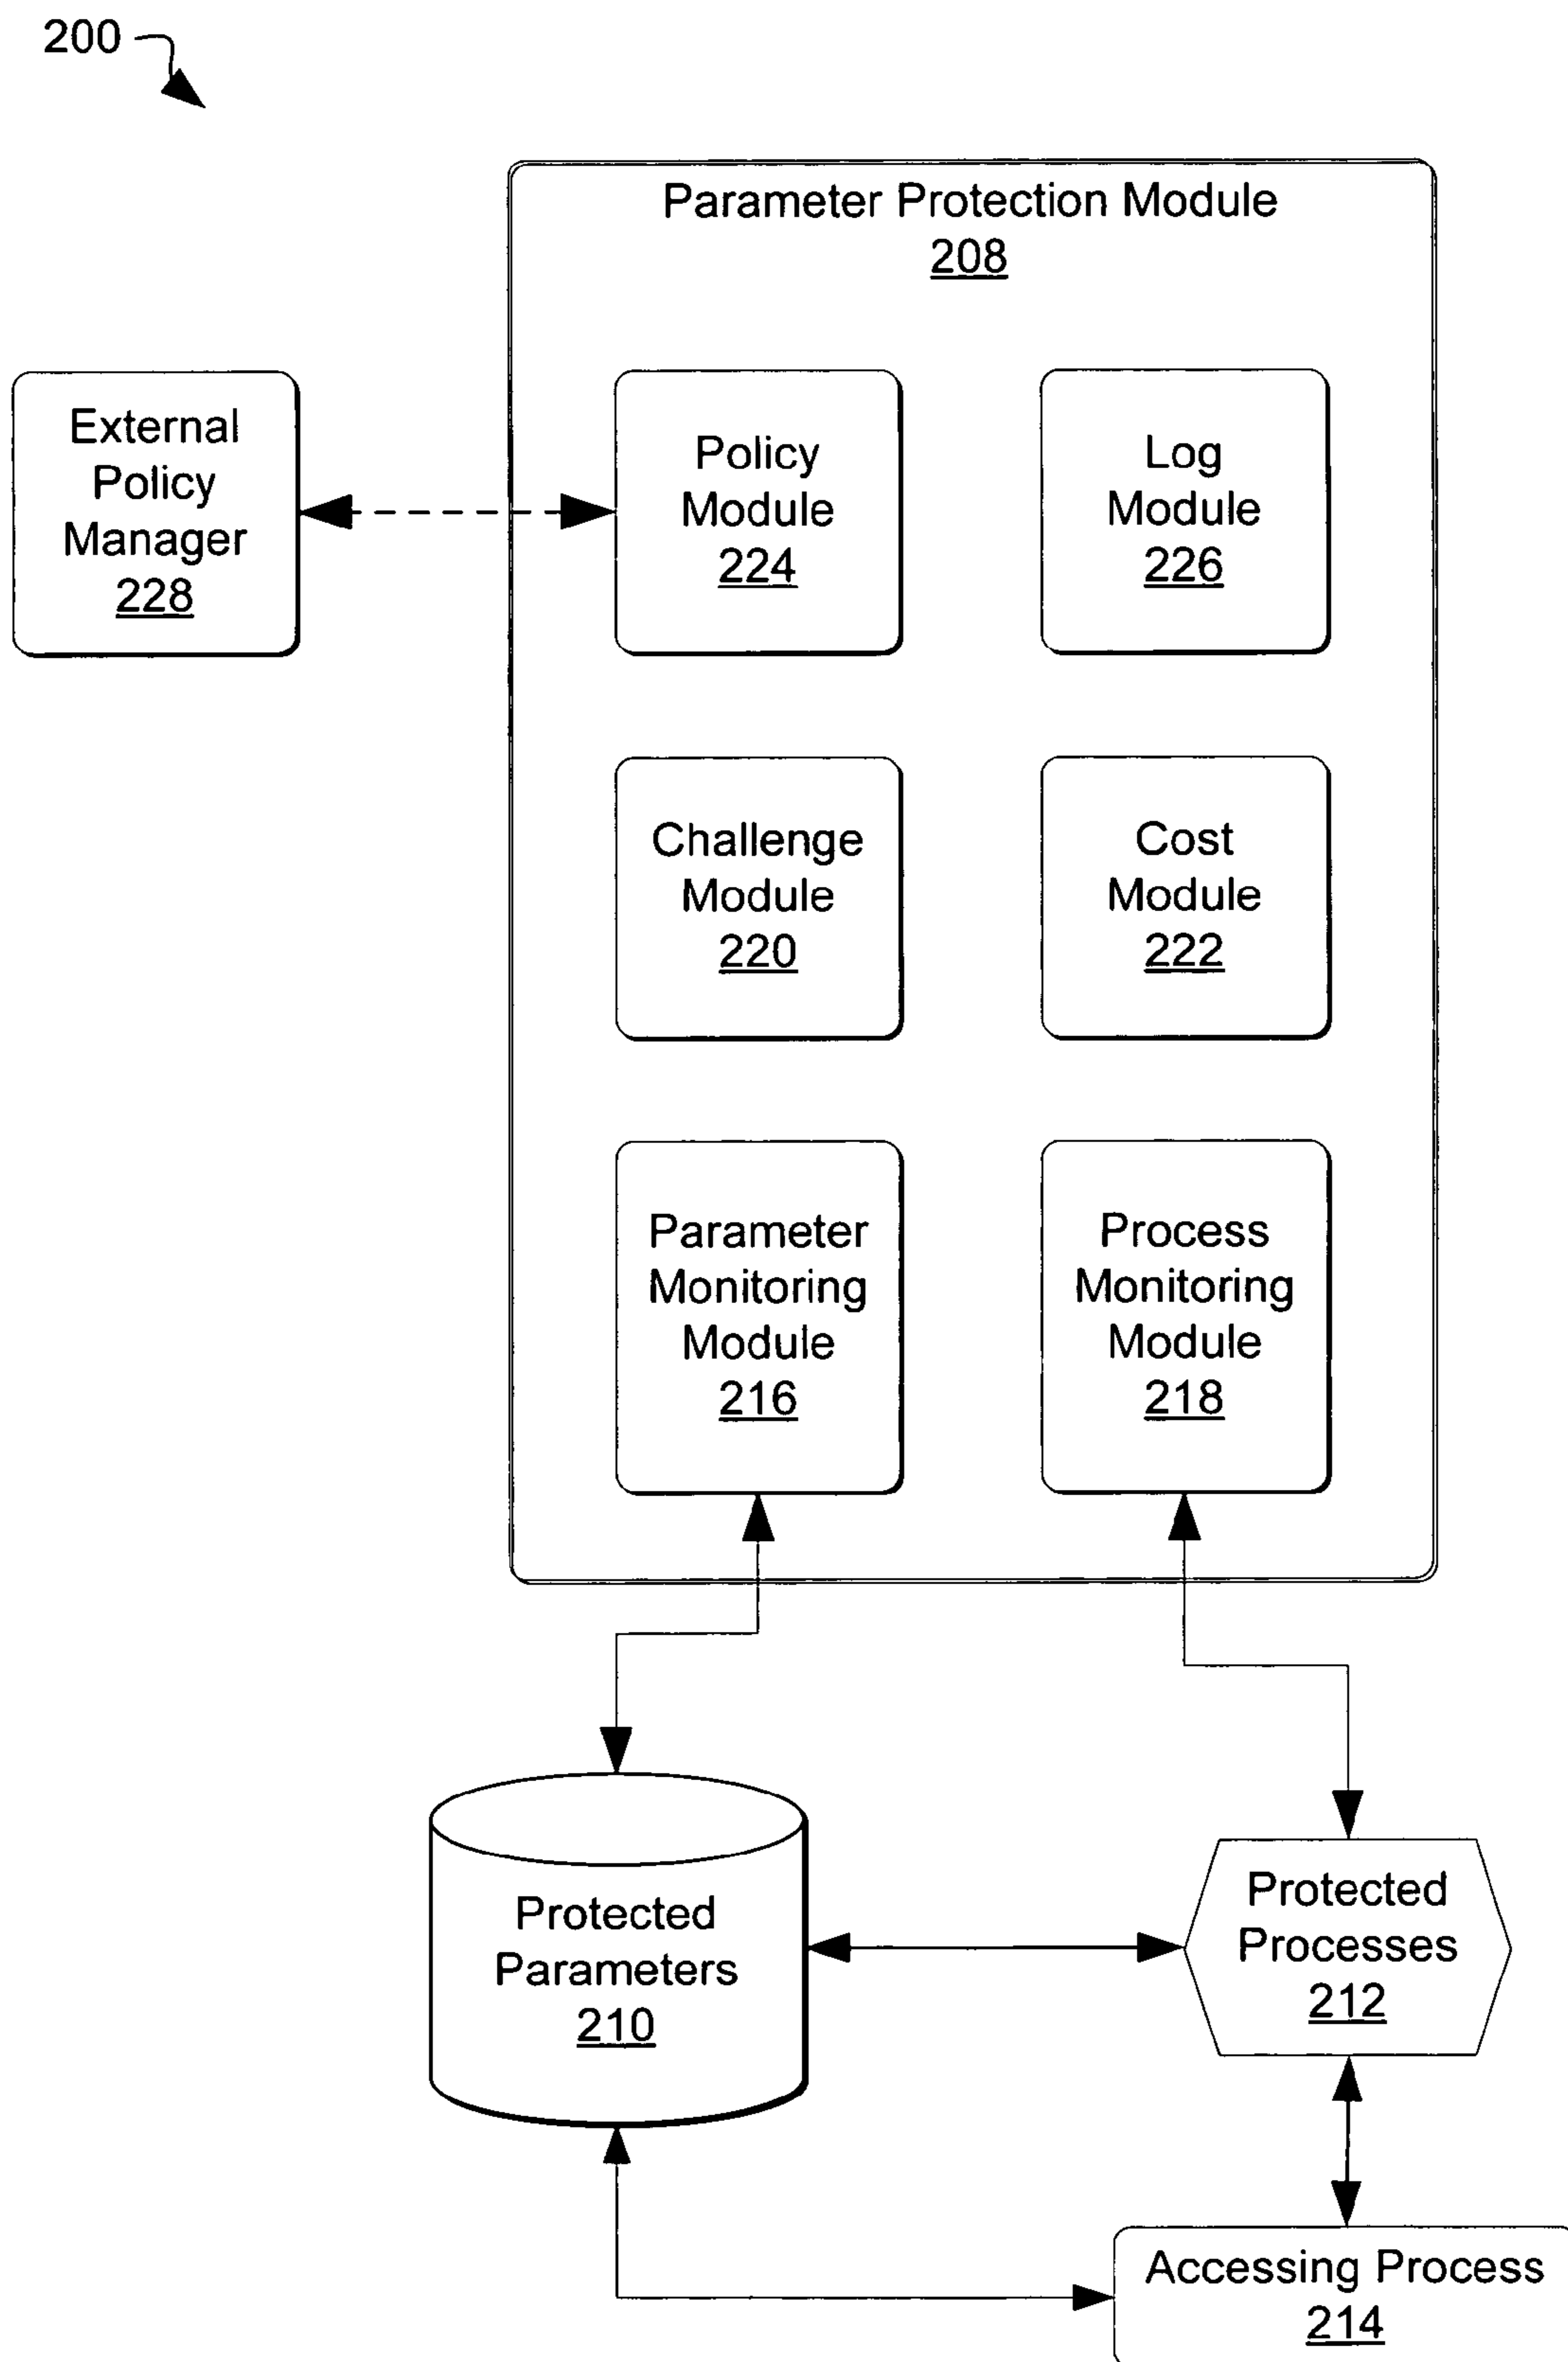 200
Parameter Protection Module
208
External
Policy
Manager
228
Policy
Module
224
Log
Module
226
Challenge
Module
220
Cost
Module
222
Parameter
Monitoring
Module
216
Process
Monitoring
Module
218
Protected
Parameters
210
Protected
Processes
212
Accessing Process
214